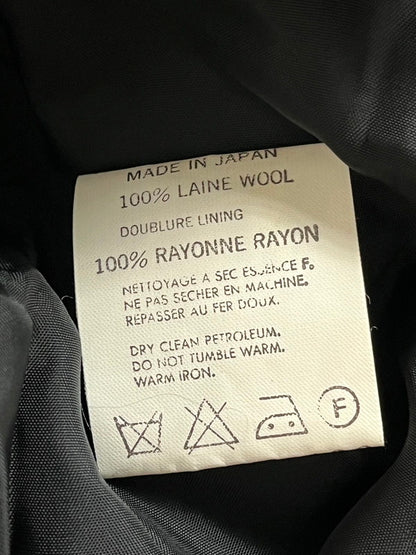 MADE IN JAPAN
100% LAINE WOOL
DOUBLURE LINING
100% RAYONNE RAYON
NETTOYAGE A SEC ESSENCE F.
NE PAS SECHER EN MACHINE.
REPASSER AU FER DOUX.
DRY CLEAN PETROLEUM.
DO NOT TUMBLE WARM.
WARM IRON.
F